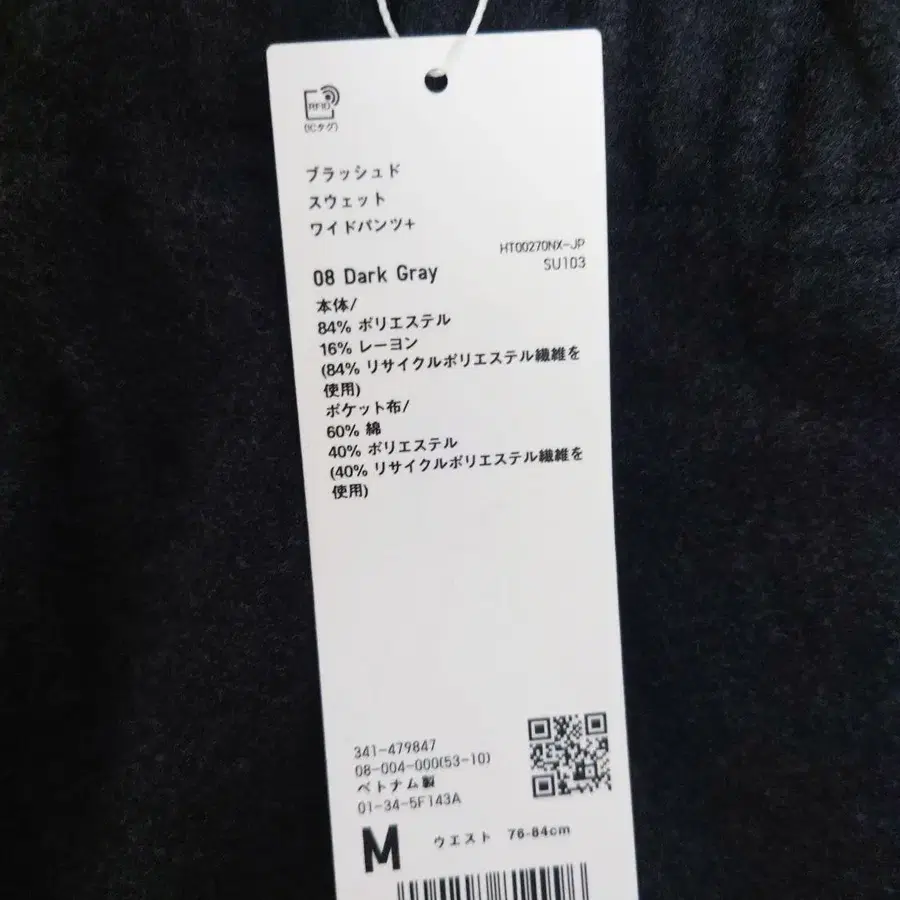 RFID
(ICタグ)
ブラッシュド
スウェット
ワイドパンツ+
HT00270NX-JP
SU103
08 Dark Gray
本体/
84% ポリエステル
16% レーヨン
(84% リサイクルポリエステル繊維を
使用)
ポケット布/
60% 綿
40% ポリエステル
(40% リサイクルポリエステル繊維を
使用)
341-479847
08-004-000(53-10)
ベトナム製
01-34-5F143A
M ウエスト 76-84cm